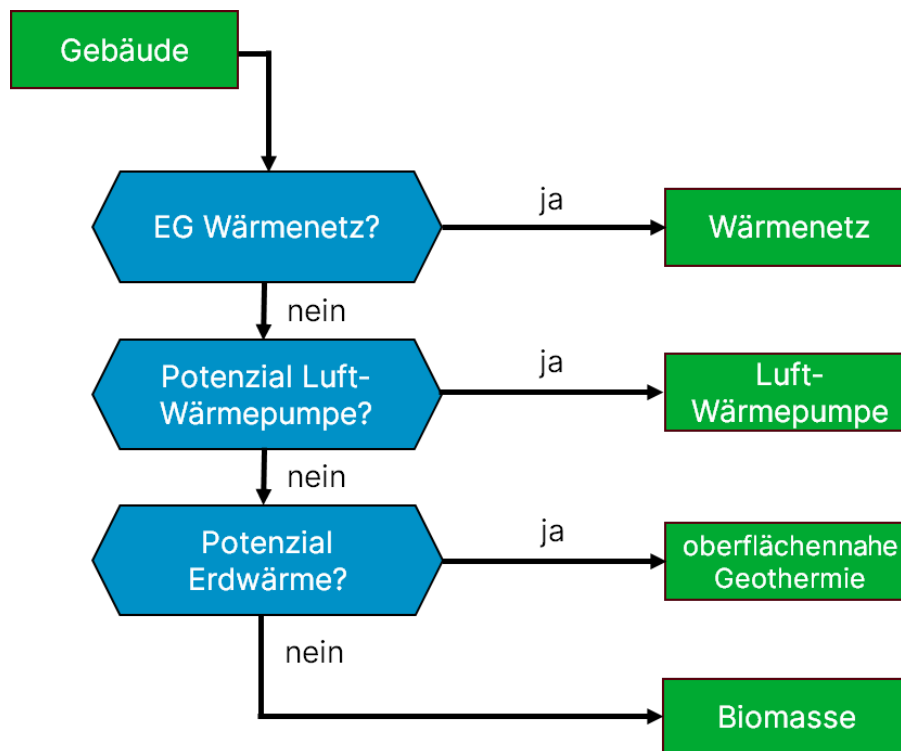 Gebäude
EG Wärmenetz?
ja
Wärmenetz
nein
Potenzial Luft-
Wärmepumpe?
ja
Luft-
Wärmepumpe
nein
Potenzial
Erdwärme?
ja
oberflächennahe
Geothermie
nein
Biomasse